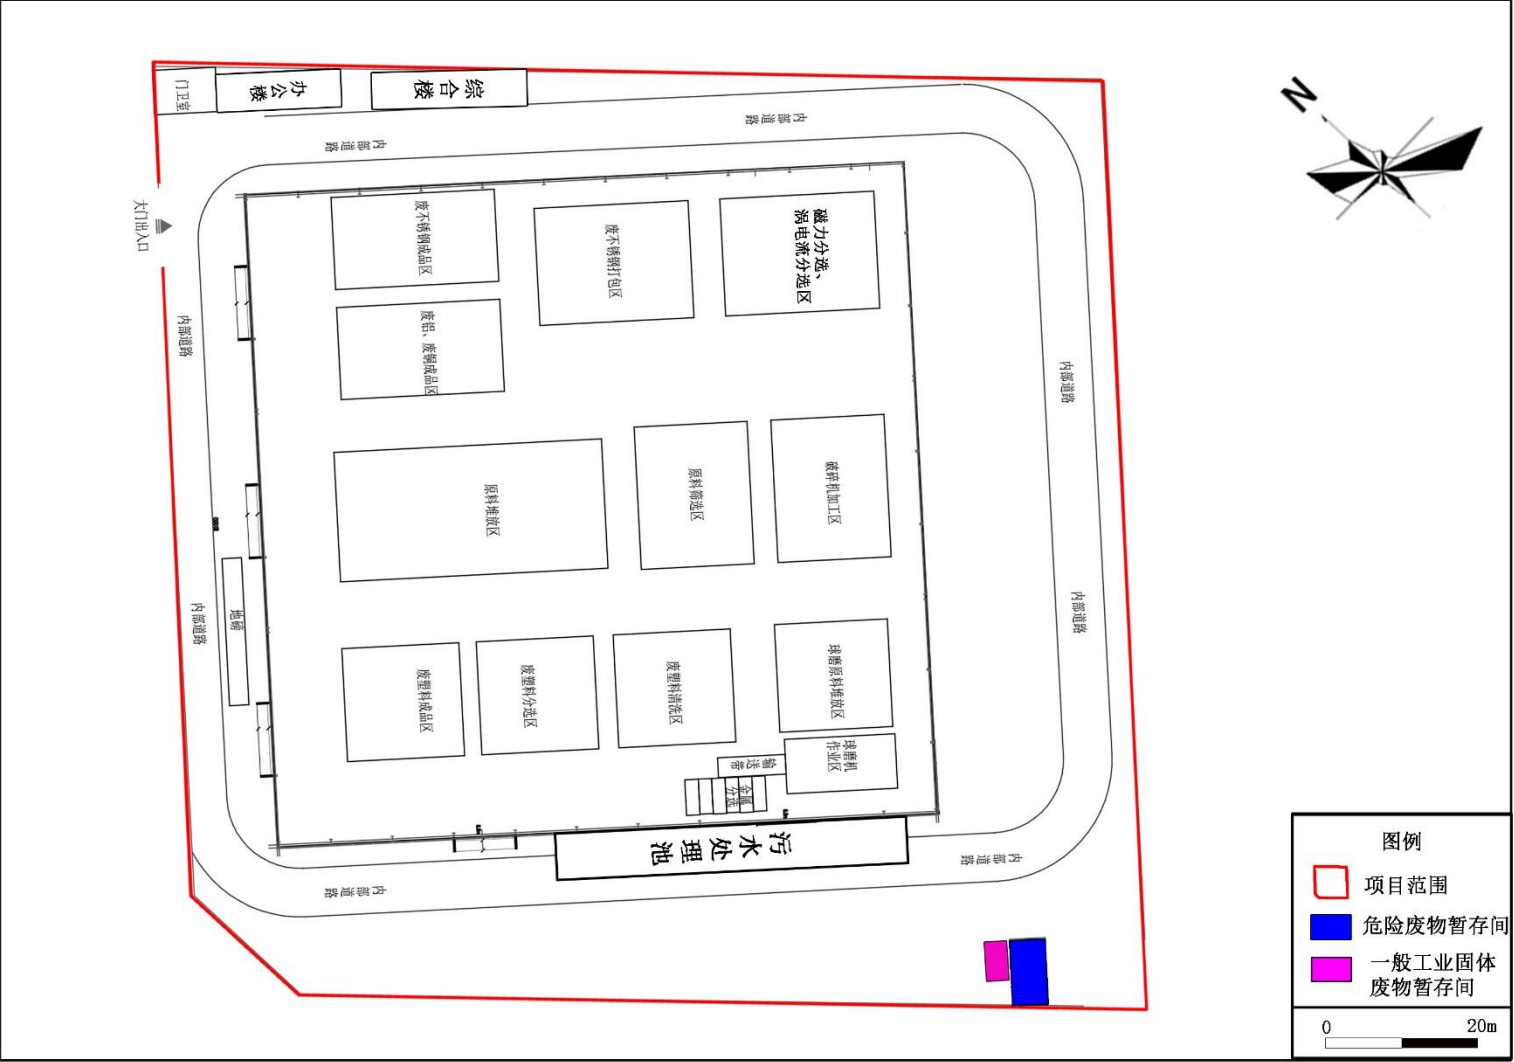 门卫室
办公楼
综合楼
内部道路
内部道路
N
大门出入口
废不锈钢成品区
废不锈钢打包区
磁力分选、
涡电流分选区
废铝、废铜成品区
内部道路
内部道路
原料堆放区
原料筛选区
破碎机加工区
内部道路
地磅
内部道路
废塑料成品区
废塑料分选区
废塑料清洗区
球磨原料堆放区
球磨机
作业区
输送带
金属
分选
污水处理池
内部道路
内部道路
图例
项目范围
危险废物暂存间
一般工业固体
废物暂存间
0
20m